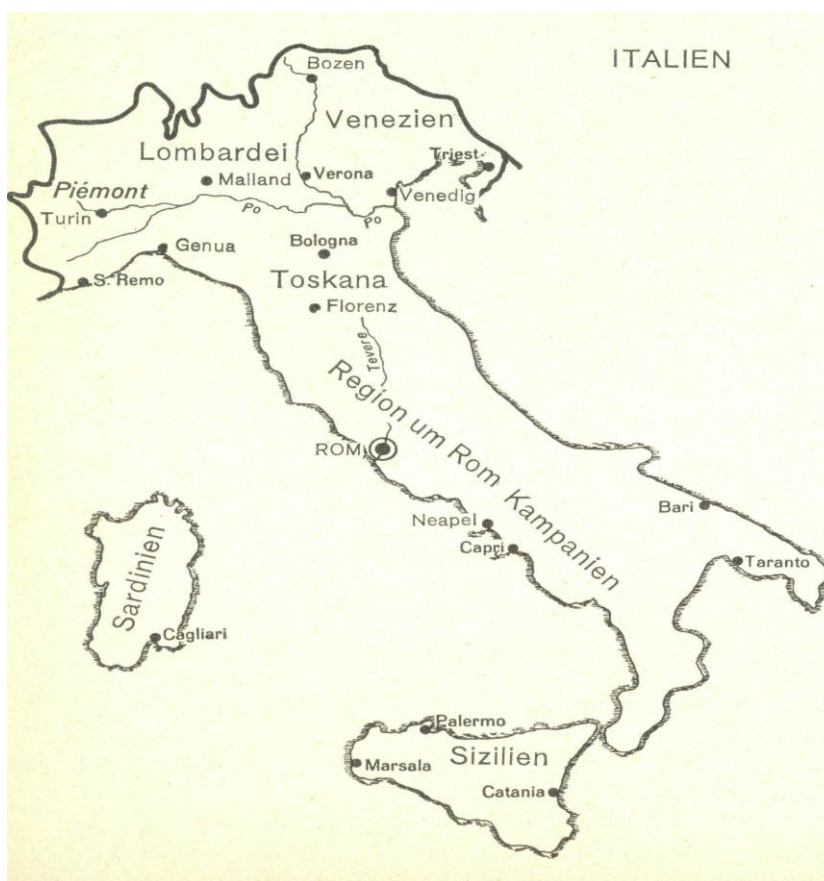 ITALIEN
Bozen
Venezien
Lombardei
Triest
Mailand
Verona
Piémont
Venedig
Turin
Po
Po
Genua
Bologna
S. Remo
Toskana
Florenz
Tevere
Region um Rom
ROM
Kampanien
Bari
Neapel
Capri
Taranto
Sardinien
Cagliari
Palermo
Sizilien
Marsala
Catania